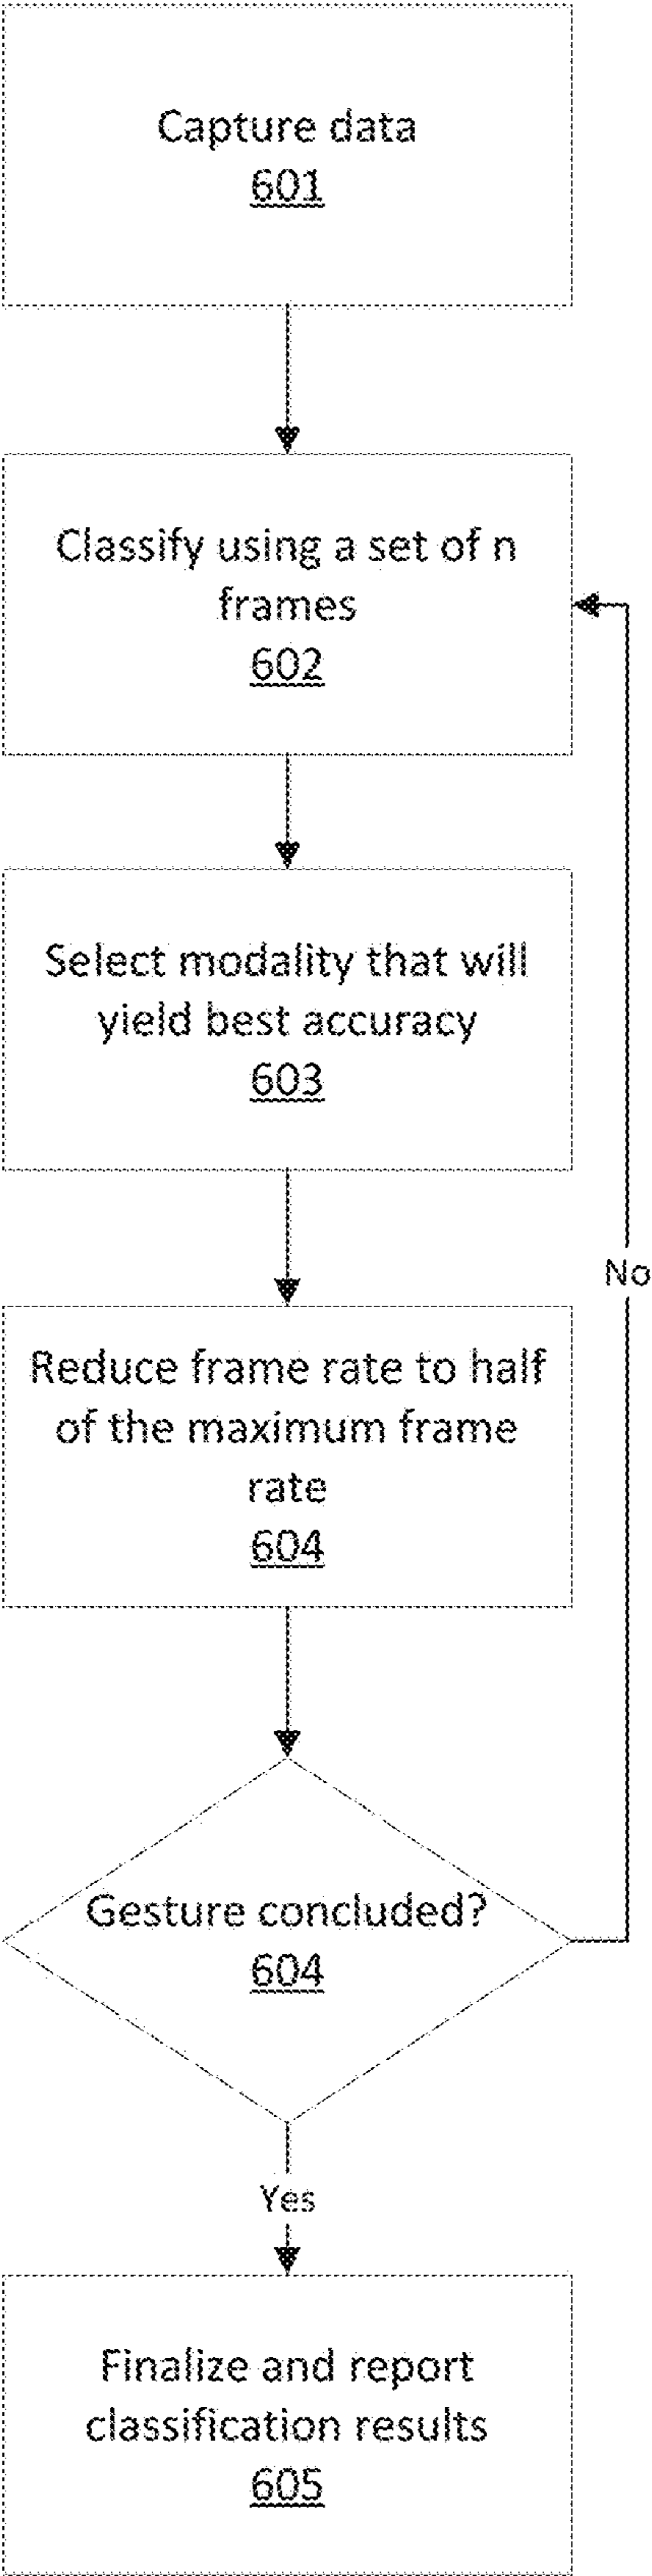 Capture data
601
Classify using a set of n
frames
602
Select modality that will
yield best accuracy
603
No
Reduce frame rate to half
of the maximum frame
rate
604
Gesture concluded?
604
Yes
Finalize and report
classification results
605